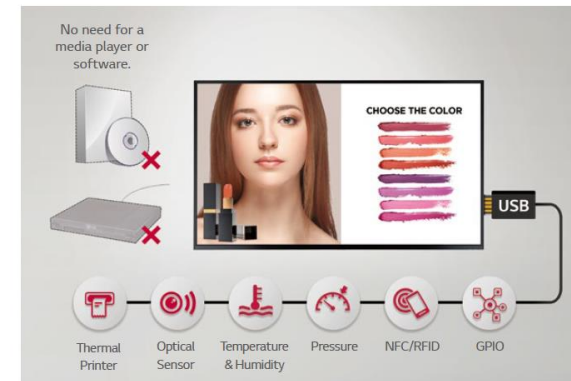 No need for a
media player or
software.
CHOOSE THE COLOR
USB
Thermal
Printer
Optical
Sensor
Temperature
& Humidity
Pressure
NFC/RFID
GPIO